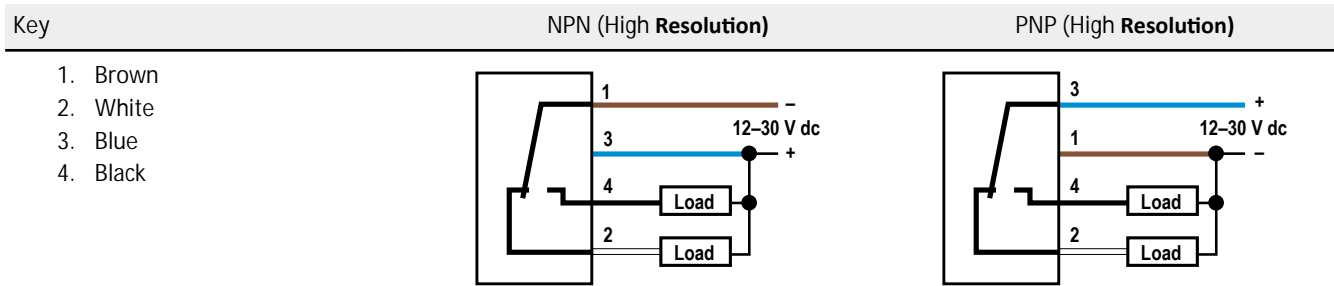 Key NPN (High Resolution) PNP (High Resolution)
1. Brown
2. White
3. Blue
4. Black
1
–
12–30 V dc
3
+
4
Load
2
Load
3
+
12–30 V dc
1
–
4
Load
2
Load